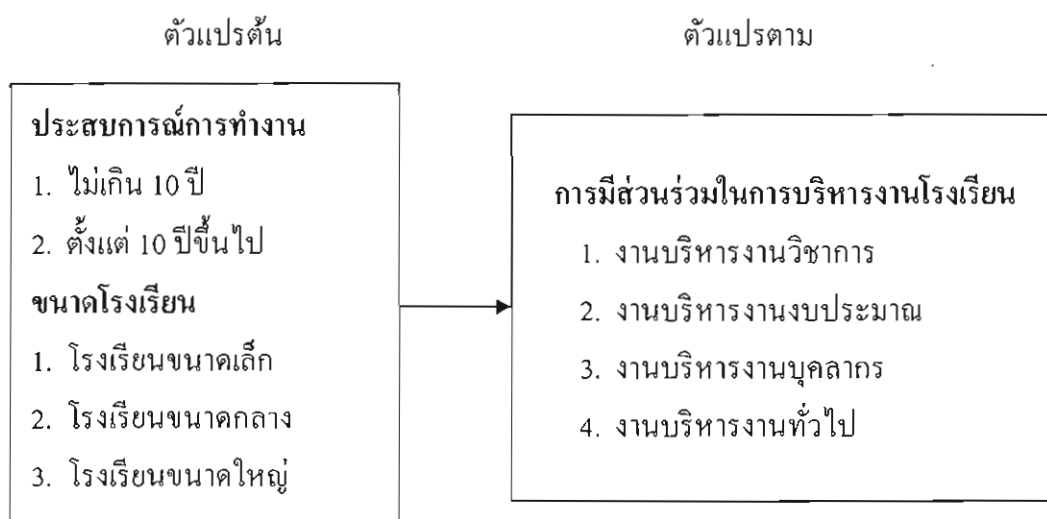 ตัวแปรต้น
ตัวแปรตาม
ประสบการณ์การทำงาน
1. ไม่เกิน 10 ปี
2. ตั้งแต่ 10 ปีขึ้นไป
ขนาดโรงเรียน
1. โรงเรียนขนาดเล็ก
2. โรงเรียนขนาดกลาง
3. โรงเรียนขนาดใหญ่
การมีส่วนร่วมในการบริหารงานโรงเรียน
1. งานบริหารงานวิชาการ
2. งานบริหารงานงบประมาณ
3. งานบริหารงานบุคลากร
4. งานบริหารงานทั่วไป